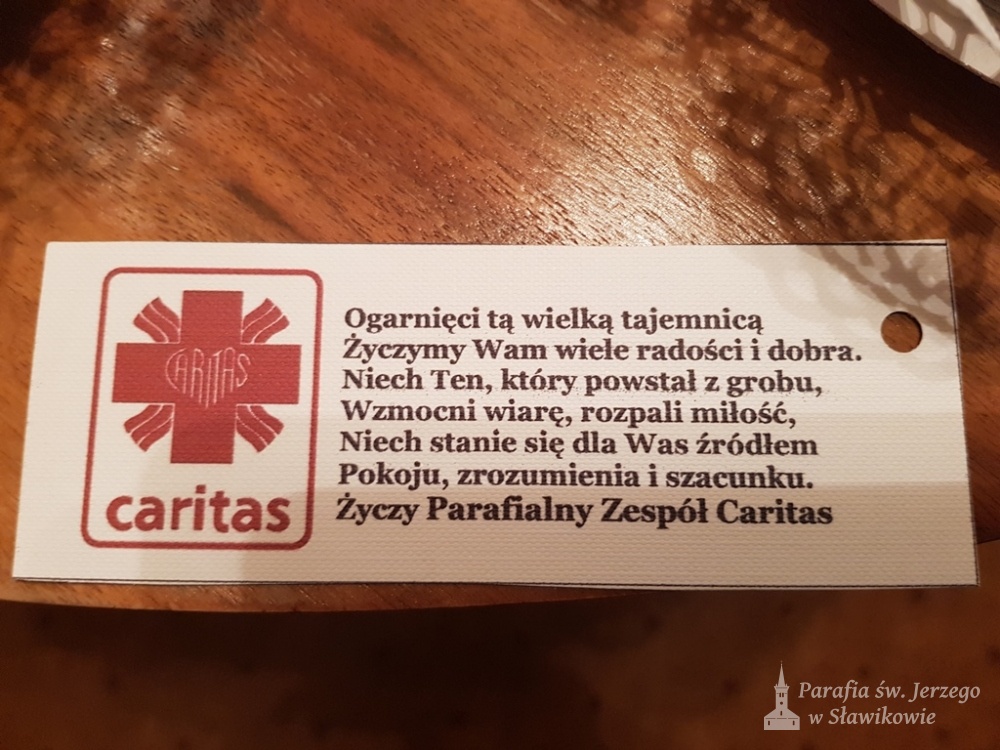 CARITAS
caritas
Ogarnięci tą wielką tajemnicą
Życzymy Wam wiele radości i dobra.
Niech Ten, który powstał z grobu,
Wzmocni wiarę, rozpali miłość,
Niech stanie się dla Was źródłem
Pokoju, zrozumienia i szacunku.
Życzy Parafialny Zespół Caritas
Parafia św. Jerzego
w Sławikowie